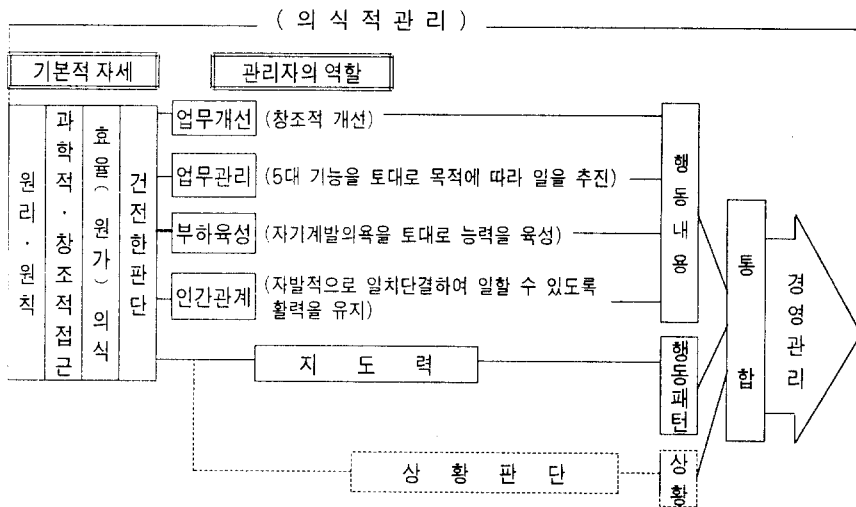 ( 의 식 적 관 리 )
기본적 자세
관리자의 역할
원리·원칙
과학적·창조적접근
효율(원가)의식
건전한판단
업무개선 (창조적 개선)
업무관리 (5대 기능을 토대로 목적에 따라 일을 추진)
부하육성 (자기계발의욕을 토대로 능력을 육성)
인간관계 (자발적으로 일치단결하여 일할 수 있도록
활력을 유지)
지 도 력
상 황 판 단
행동내용
행동패턴
상황
통합
경영관리